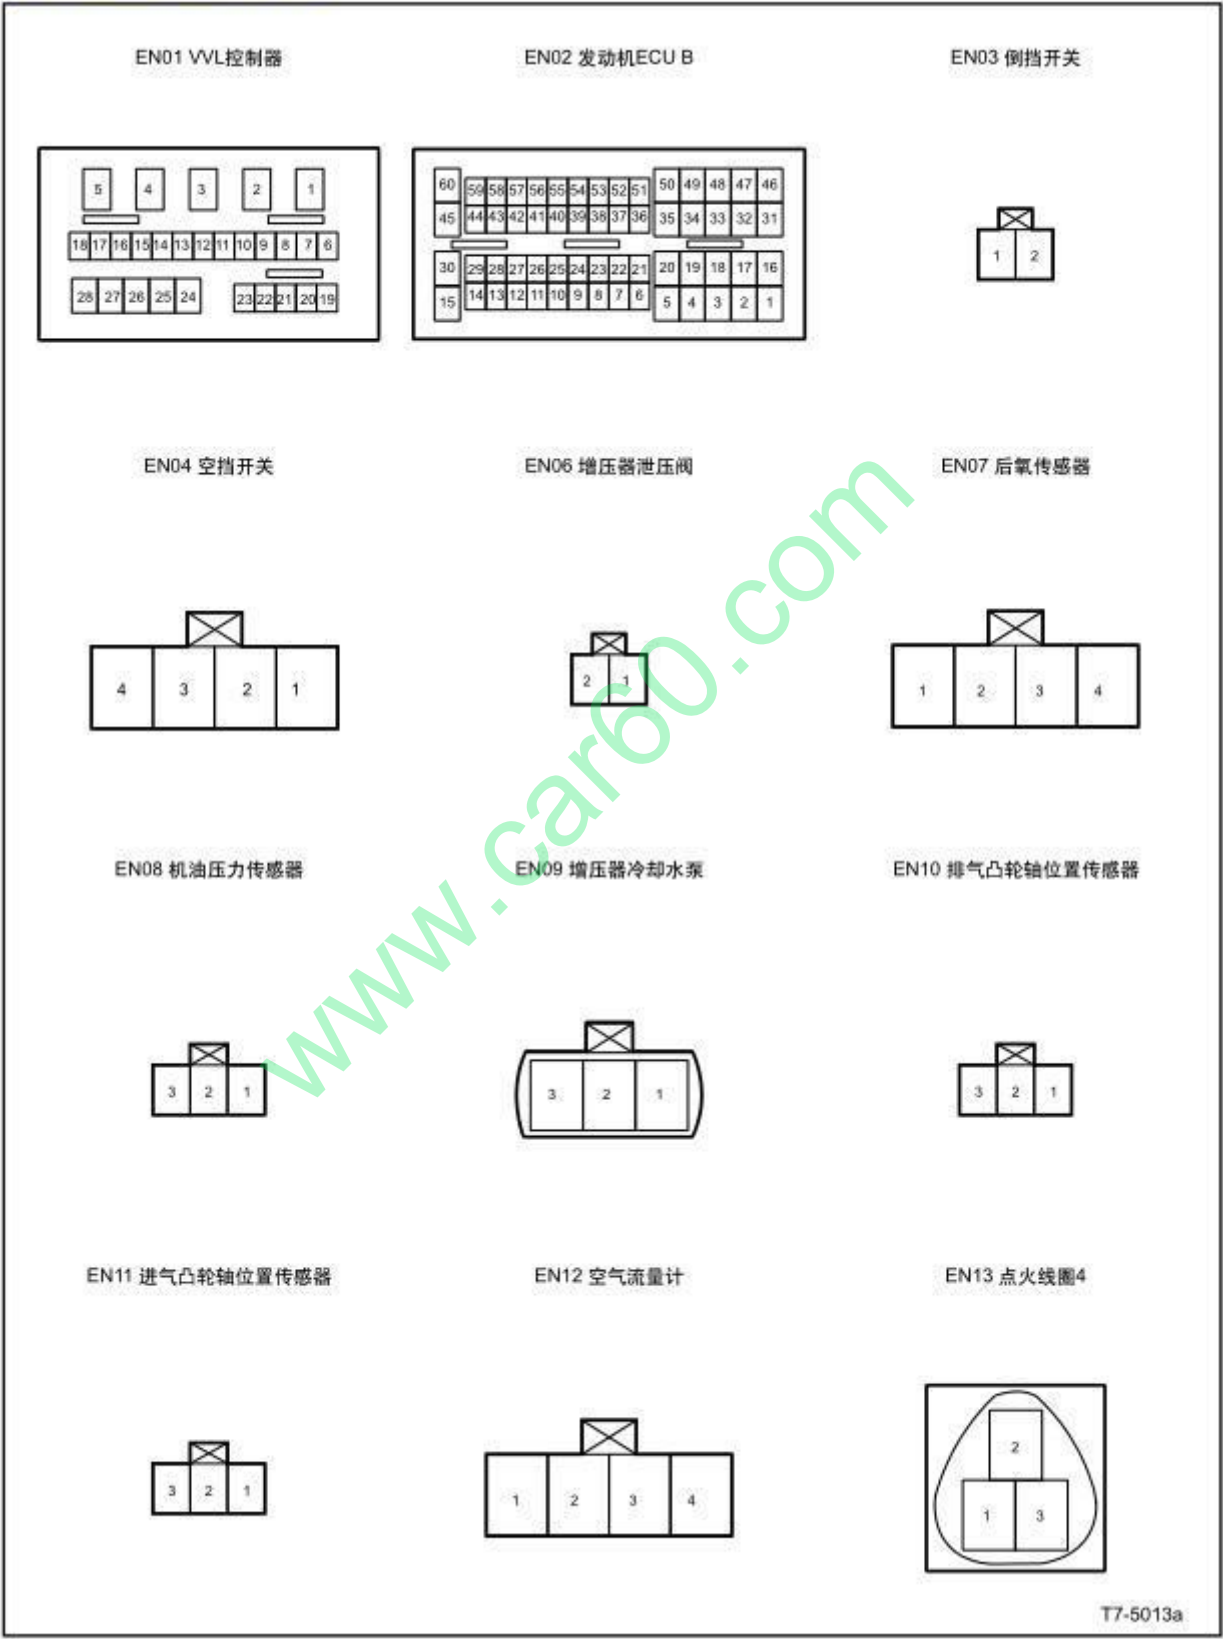 EN01 VVL控制器
EN02 发动机ECU B
EN03 倒挡开关
5 4 3 2 1
18 17 16 15 14 13 12 11 10 9 8 7 6
28 27 26 25 24
23 22 21 20 19
60 59 58 57 56 55 54 53 52 51 50 49 48 47 46
45 44 43 42 41 40 39 38 37 36 35 34 33 32 31
30 29 28 27 26 25 24 23 22 21 20 19 18 17 16
15 14 13 12 11 10 9 8 7 6 5 4 3 2 1
1 2
EN04 空挡开关
EN06 增压器泄压阀
EN07 后氧传感器
4 3 2 1
2 1
1 2 3 4
EN08 机油压力传感器
EN09 增压器冷却水泵
EN10 排气凸轮轴位置传感器
3 2 1
3 2 1
3 2 1
EN11 进气凸轮轴位置传感器
EN12 空气流量计
EN13 点火线圈4
3 2 1
1 2 3 4
2
1 3
T7-5013a
www.car60.com